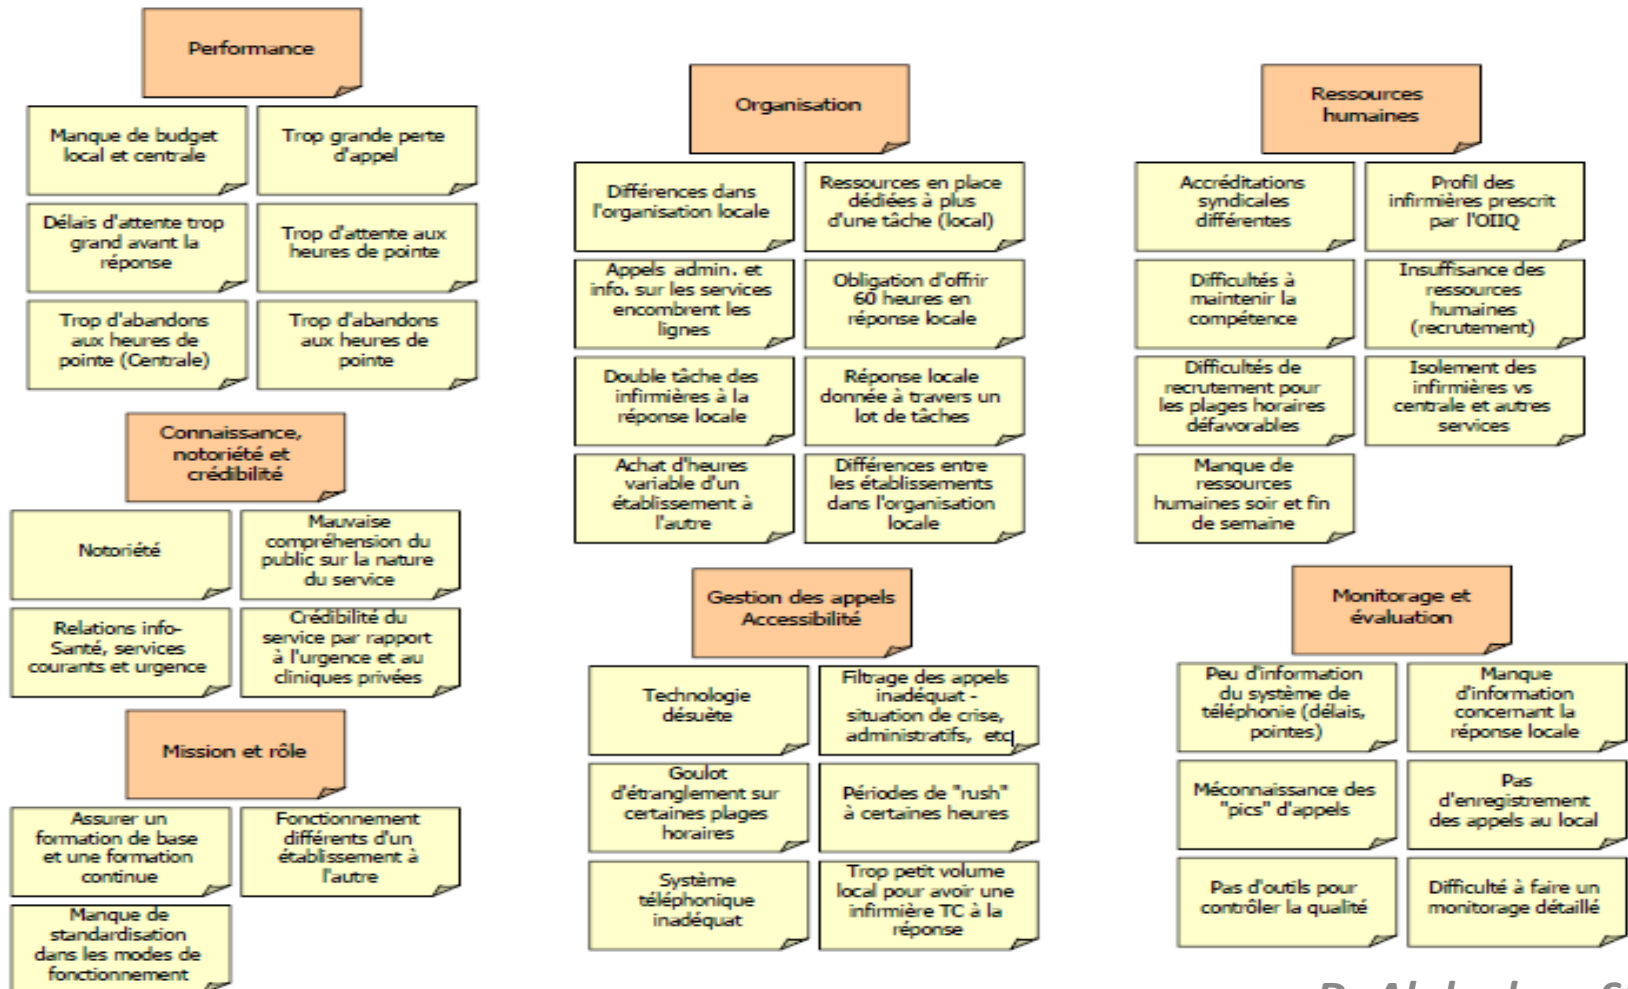 Performance
Manque de budget
local et centrale
Trop grande perte
d'appel
Délais d'attente trop
grand avant la
réponse
Trop d'attente aux
heures de pointe
Trop d'abandons
aux heures de
pointe (Centrale)
Trop d'abandons
aux heures de
pointe
Connaissance,
notoriété et
crédibilité
Notoriété
Mauvaise
compréhension du
public sur la nature
du service
Relations info-
Santé, services
courants et urgence
Crédibilité du
service par rapport
à l'urgence et au
cliniques privées
Mission et rôle
Assurer un
formation de base
et une formation
continue
Fonctionnement
différents d'un
établissement à
l'autre
Manque de
standardisation
dans les modes de
fonctionnement
Organisation
Différences dans
l'organisation locale
Ressources en place
dédiées à plus
d'une tâche (local)
Appels admin. et
info. sur les services
encombrent les
lignes
Obligation d'offrir
60 heures en
réponse locale
Double tâche des
infirmières à la
réponse locale
Réponse locale
donnée à travers un
lot de tâches
Achat d'heures
variable d'un
établissement à
l'autre
Différences entre
les établissements
dans l'organisation
locale
Gestion des appels
Accessibilité
Technologie
désuète
Filtrage des appels
inadéquat -
situation de crise,
administratifs, etc
Goulot
d'étranglement sur
certaines plages
horaires
Périodes de "rush"
à certaines heures
Système
téléphonique
inadéquat
Trop petit volume
local pour avoir une
infirmière TC à la
réponse
Ressources
humaines
Accréditations
syndicales
différentes
Profil des
infirmières prescrit
par l'OIIQ
Difficultés à
maintenir la
compétence
Insuffisance des
ressources
humaines
(recrutement)
Difficultés de
recrutement pour
les plages horaires
défavorables
Isolement des
infirmières vs
centrale et autres
services
Manque de
ressources
humaines soir et fin
de semaine
Monitorage et
évaluation
Peu d'information
du système de
téléphonie (délais,
pointes)
Manque
d'information
concernant la
réponse locale
Méconnaissance des
"pics" d'appels
Pas
d'enregistrement
des appels au local
Pas d'outils pour
contrôler la qualité
Difficulté à faire un
monitorage détaillé